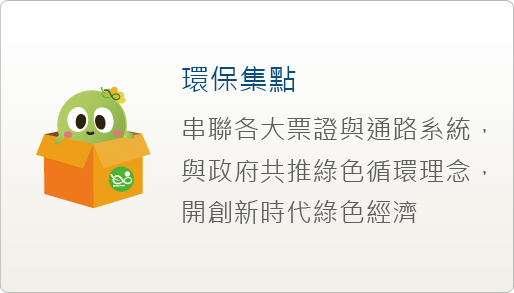 環保集點
串聯各大票證與通路系統，
與政府共推綠色循環理念，
開創新時代綠色經濟